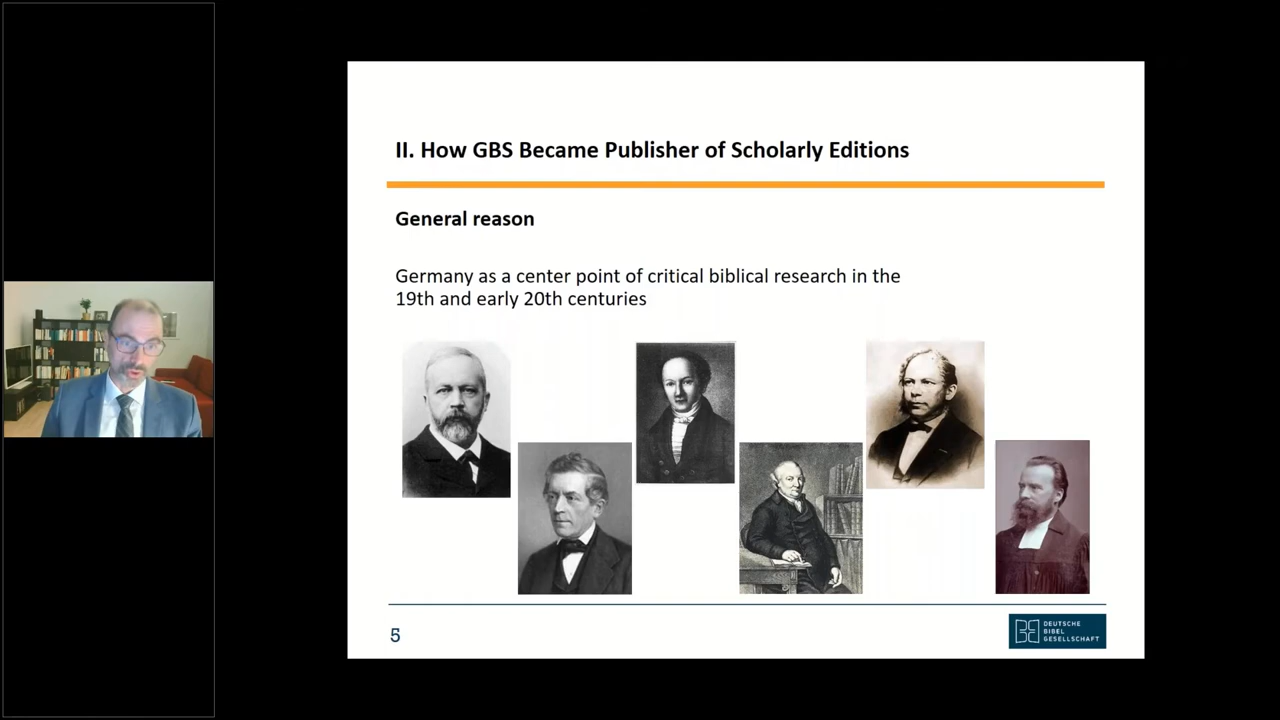 II. How GBS Became Publisher of Scholarly Editions
General reason
Germany as a center point of critical biblical research in the
19th and early 20th centuries
5
DEUTSCHE
BIBEL
GESELLSCHAFT